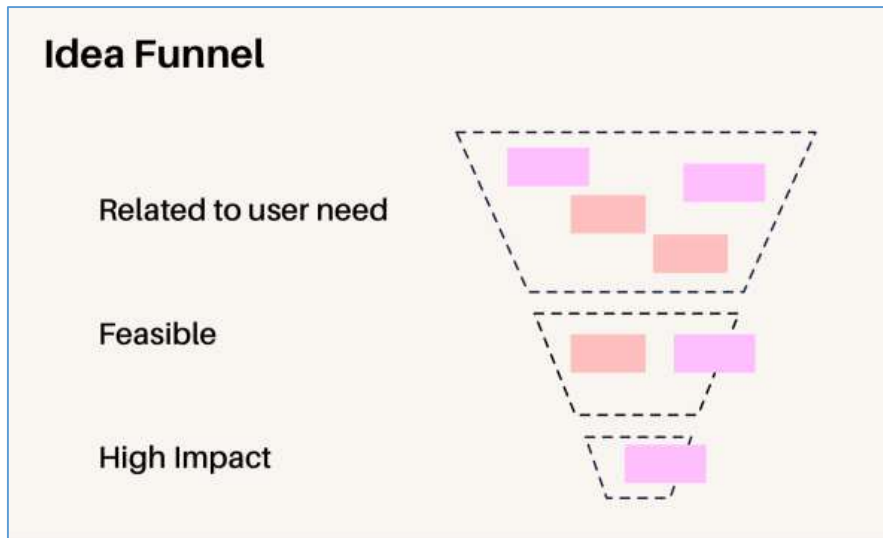 Idea Funnel
Related to user need
Feasible
High Impact